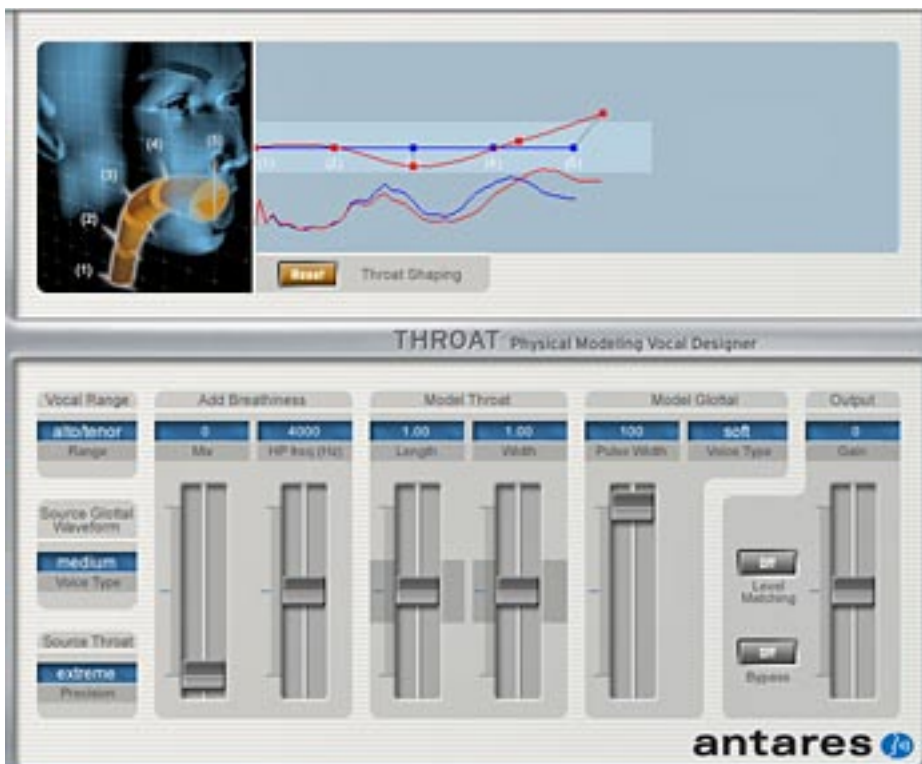 (5)
(4)
(3)
(2)
(1)
(1) (2) (4) (5)
Reset Throat Shaping
THROAT Physical Modeling Vocal Designer
Vocal Range Add Breathiness Model Throat Model Glottal Output
alto/tenor 0 4000 1.00 1.00 100 soft 0
Range Mix HP freq (Hz) Length Width Pulse Width Voice Type Gain
Source Glottal
Waveform
medium
Voice Type
Off
Level
Matching
Source Throat
extreme
Precision
Off
Bypass
antares